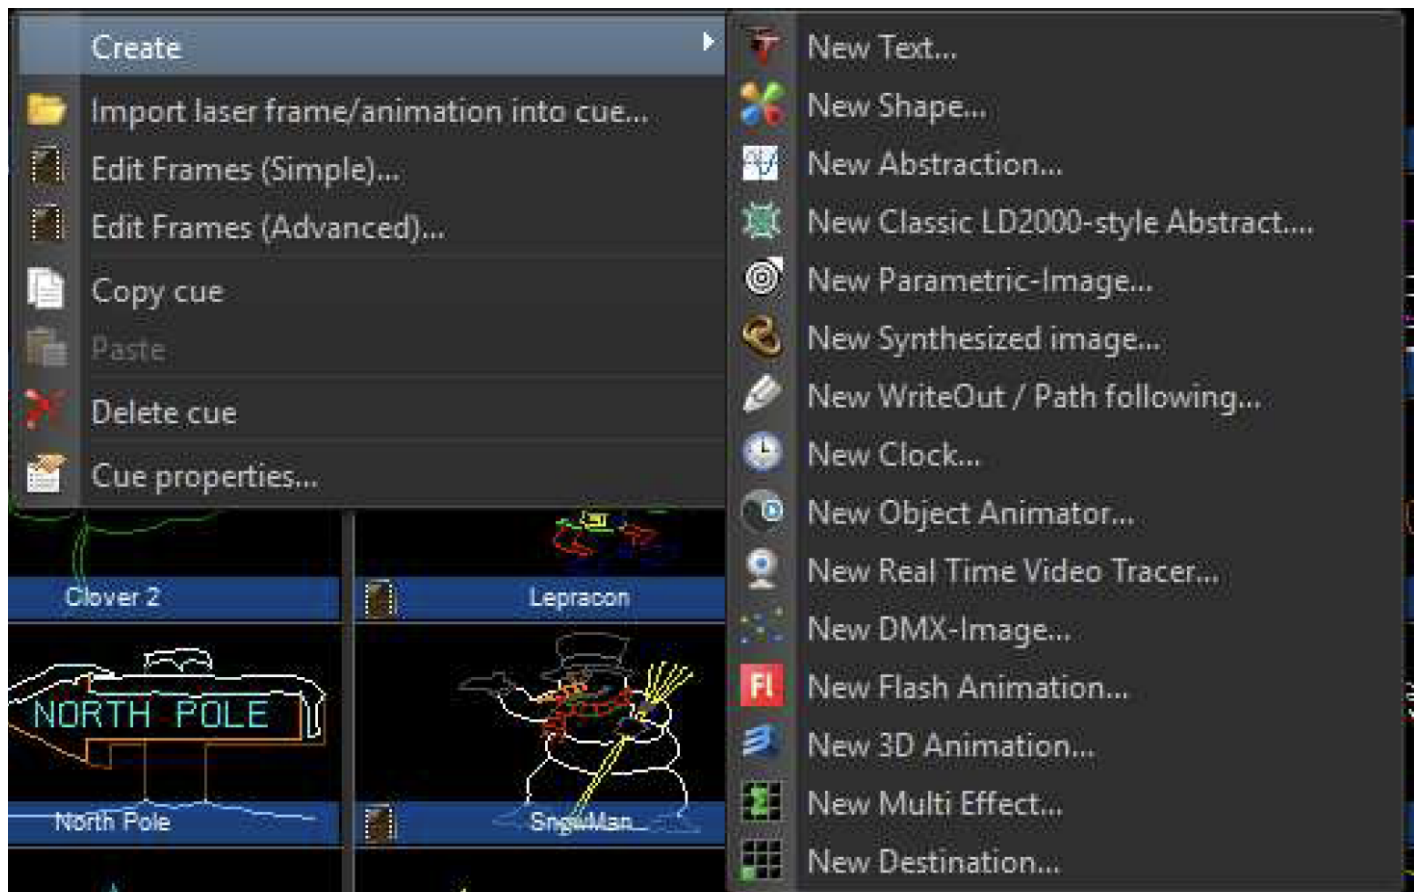 Create
Import laser frame/animation into cue...
Edit Frames (Simple)...
Edit Frames (Advanced)...
Copy cue
Paste
Delete cue
Cue properties...
New Text...
New Shape...
New Abstraction...
New Classic LD2000-style Abstract....
New Parametric-Image...
New Synthesized image...
New WriteOut / Path following...
New Clock...
New Object Animator...
New Real Time Video Tracer...
New DMX-Image...
New Flash Animation...
New 3D Animation...
New Multi Effect...
New Destination...
Fl
Clover 2
Lepracon
NORTH POLE
North Pole
SnowMan